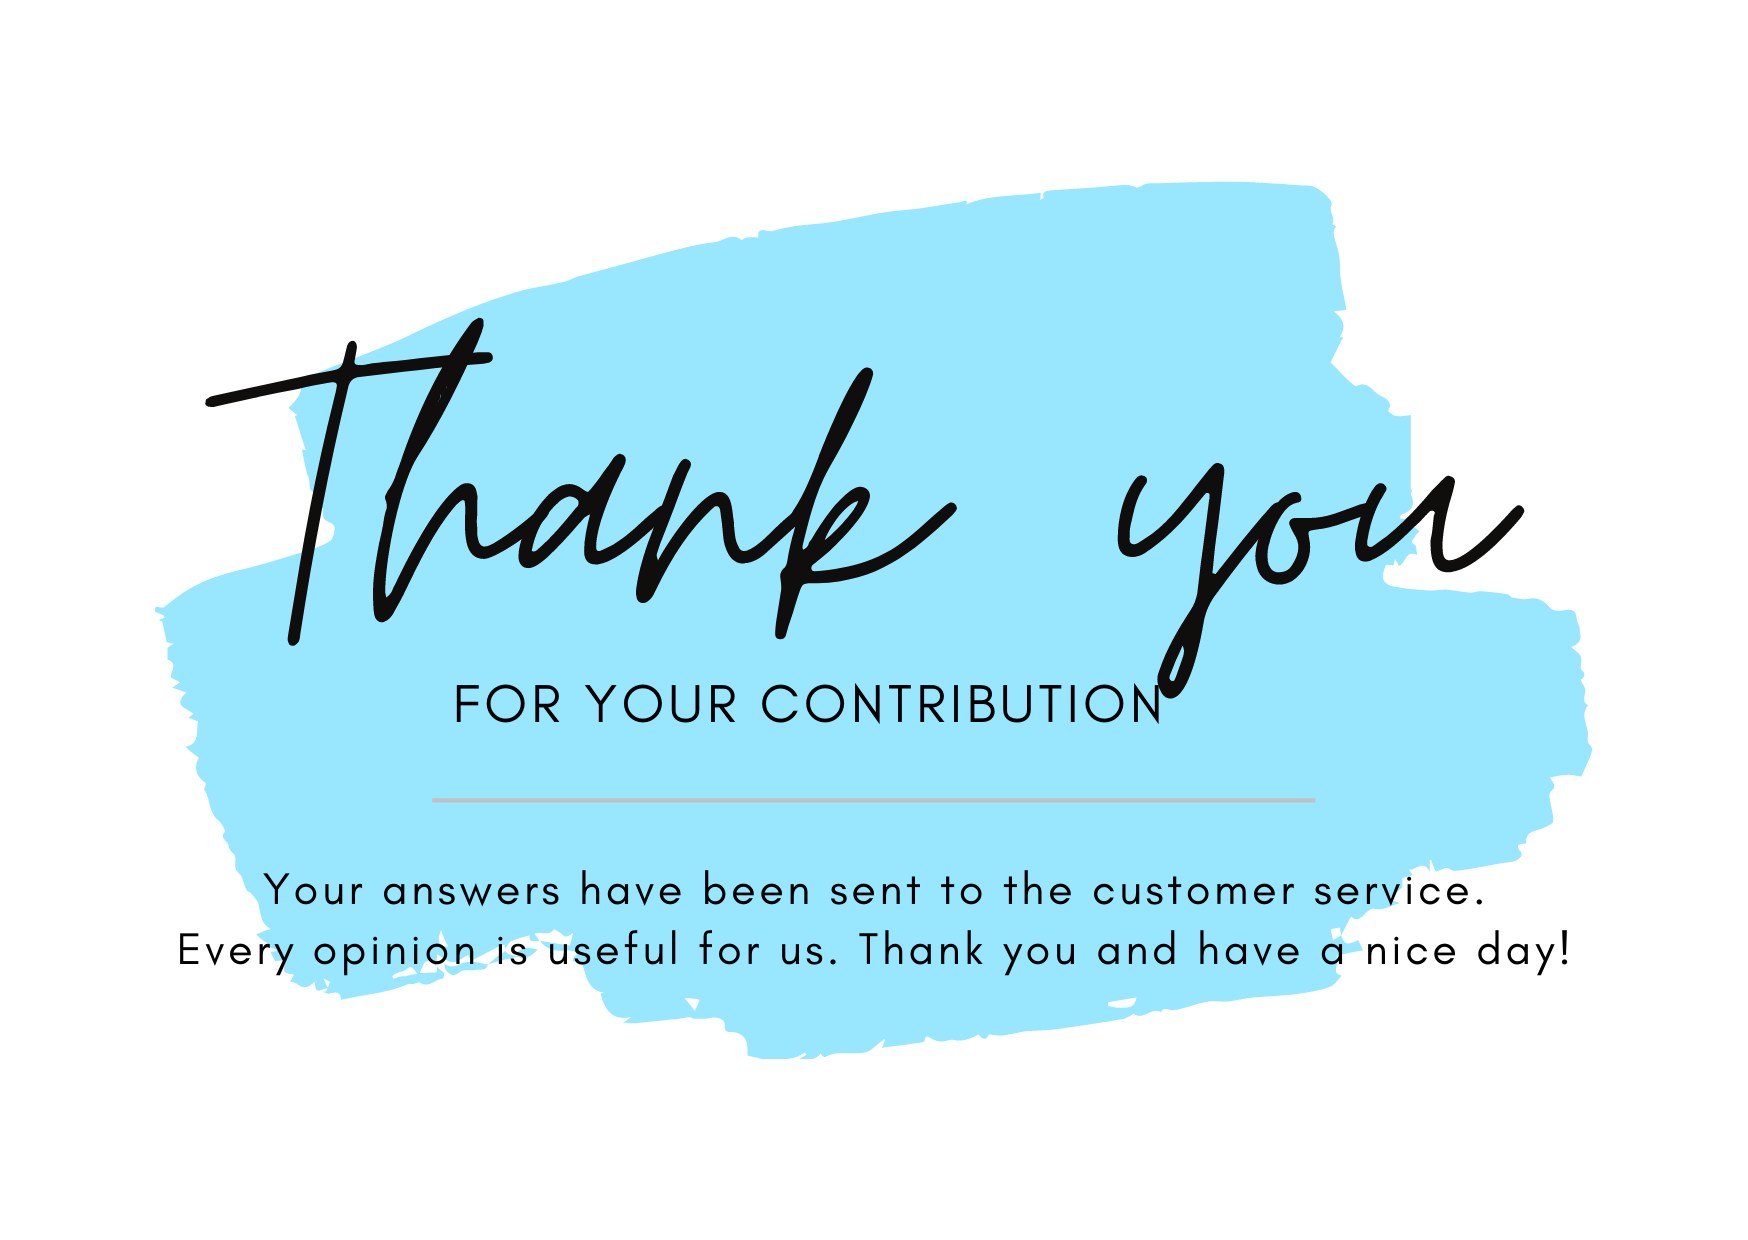 Thank you
FOR YOUR CONTRIBUTION
Your answers have been sent to the customer service.
Every opinion is useful for us. Thank you and have a nice day!